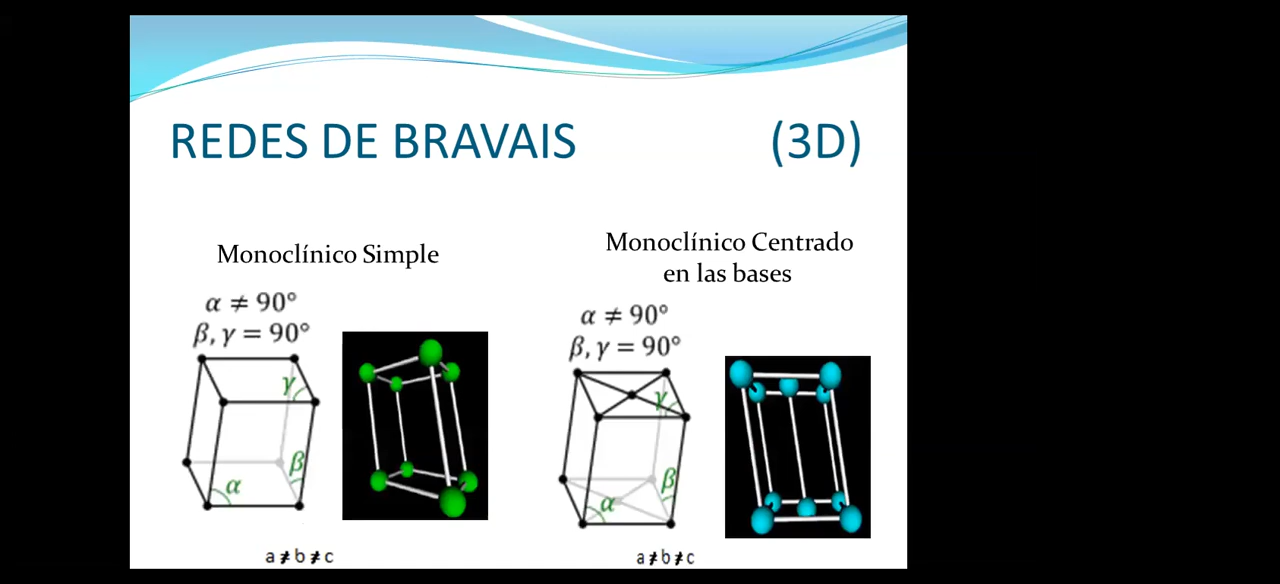 REDES DE BRAVAIS (3D)
Monoclínico Simple
α ≠ 90°
β, γ = 90°
γ
β
α
a ≠ b ≠ c
Monoclínico Centrado
en las bases
α ≠ 90°
β, γ = 90°
γ
β
α
a ≠ b ≠ c